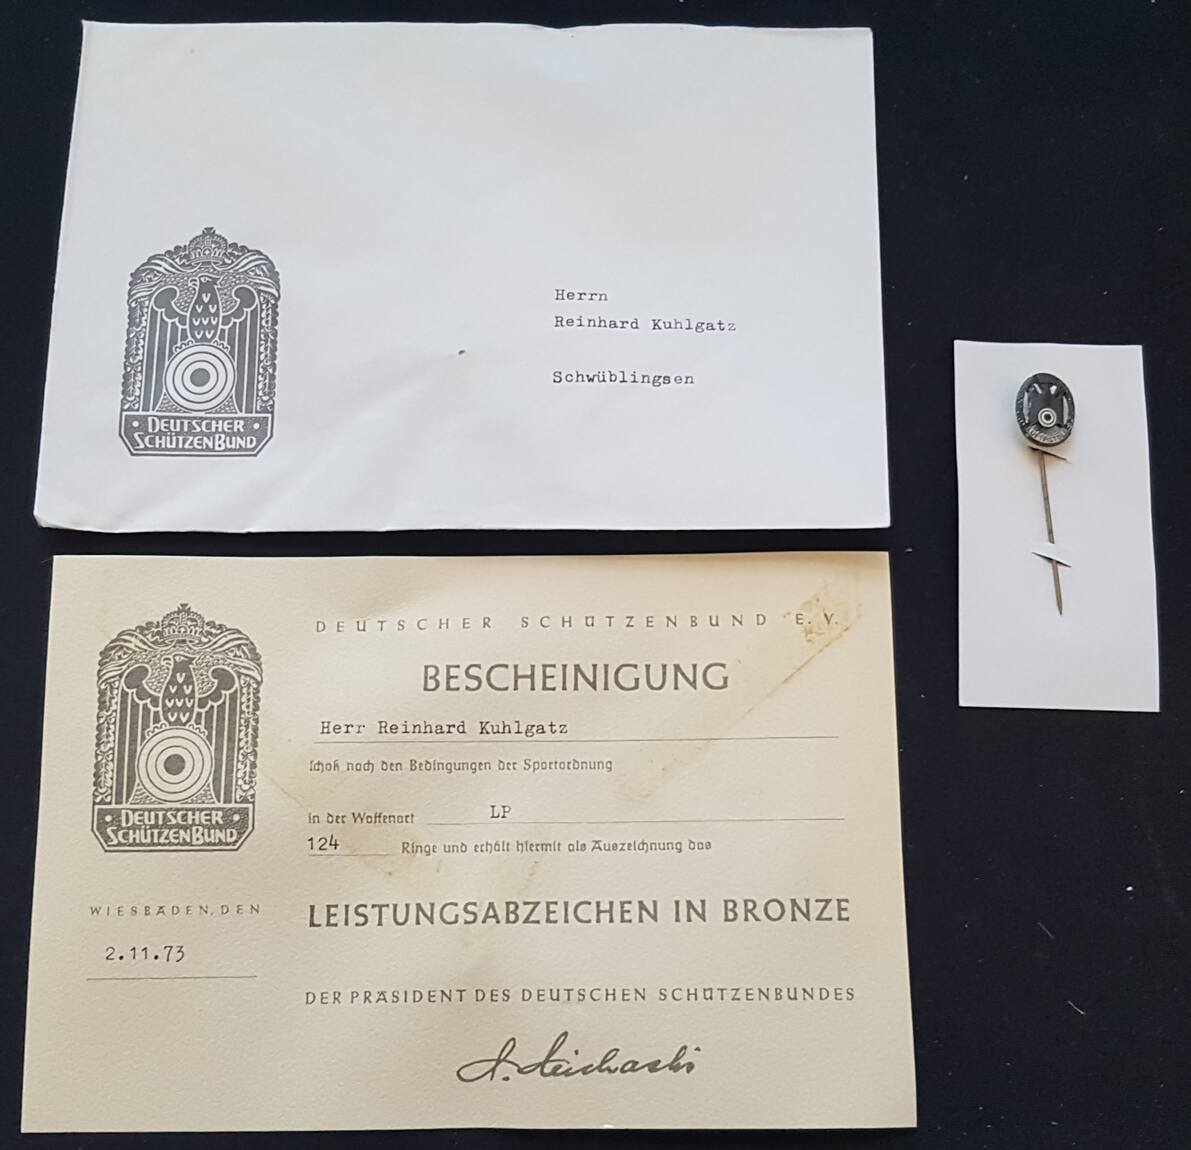 Herrn
Reinhard Kuhlgatz
Schwüblingsen
DEUTSCHER
SCHÜTZENBUND
DEUTSCHER SCHÜTZENBUND E. V.
BESCHEINIGUNG
Herr Reinhard Kuhlgatz
schoß nach den Bedingungen der Sportordnung
in der Waffenart LP
124 Ringe und erhält hiermit als Auszeichnung das
LEISTUNGSABZEICHEN IN BRONZE
DEUTSCHER
SCHÜTZENBUND
WIESBADEN, DEN
2.11.73
DER PRÄSIDENT DES DEUTSCHEN SCHÜTZENBUNDES